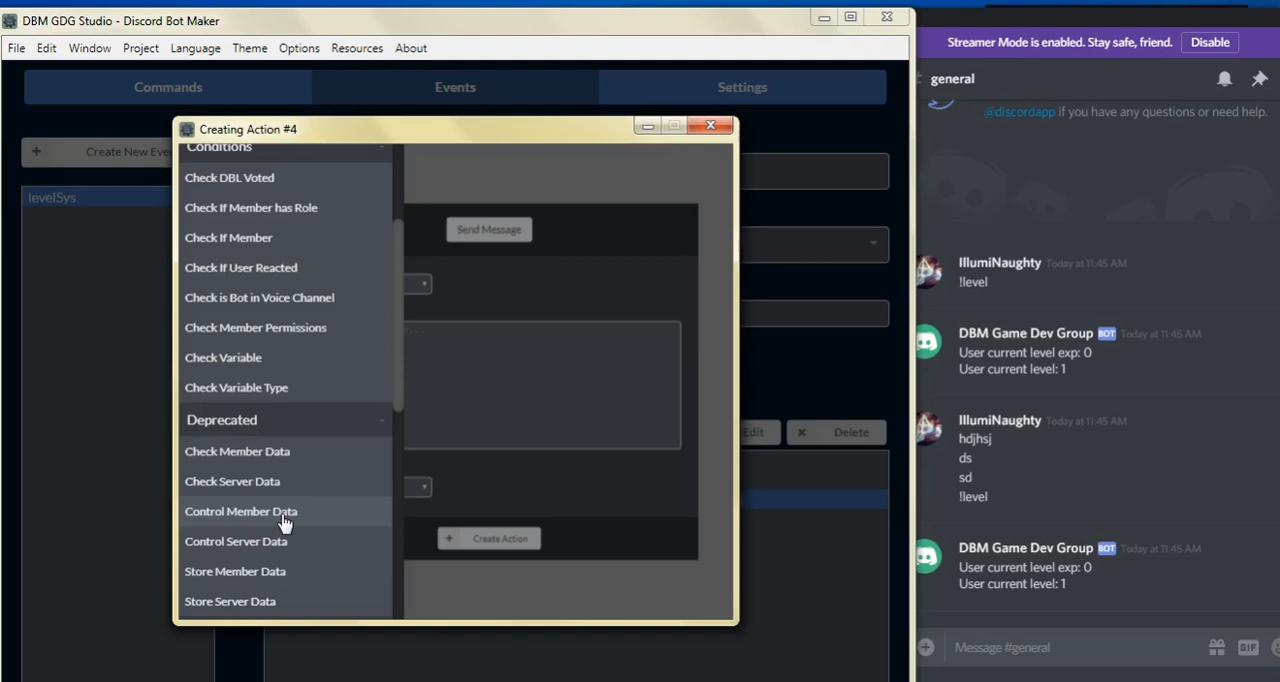 DBM GDG Studio - Discord Bot Maker
File Edit Window Project Language Theme Options Resources About
Commands Events Settings
Create New Eve
levelSys
Creating Action #4
Conditions
Check DBL Voted
Check If Member has Role
Check If Member
Check If User Reacted
Check is Bot in Voice Channel
Check Member Permissions
Check Variable
Check Variable Type
Deprecated
Check Member Data
Check Server Data
Control Member Data
Control Server Data
Store Member Data
Store Server Data
Send Message
Create Action
Edit
Delete
Streamer Mode is enabled. Stay safe, friend. Disable
general
@discordapp if you have any questions or need help.
IllumiNaughty Today at 11:45 AM
!level
DBM Game Dev Group BOT Today at 11:45 AM
User current level exp: 0
User current level: 1
IllumiNaughty Today at 11:45 AM
hdjhsj
ds
sd
!level
DBM Game Dev Group BOT Today at 11:45 AM
User current level exp: 0
User current level: 1
Message #general
GIF